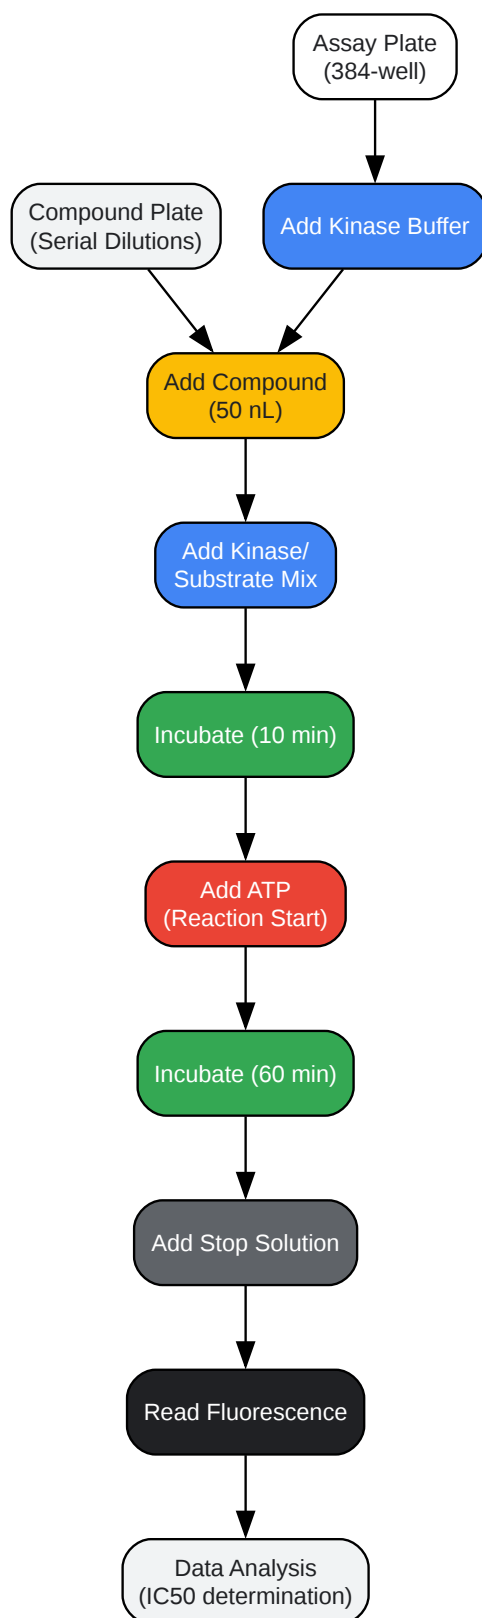 Assay Plate
(384-well)
Compound Plate
(Serial Dilutions)
Add Kinase Buffer
Add Compound
(50 nL)
Add Kinase/
Substrate Mix
Incubate (10 min)
Add ATP
(Reaction Start)
Incubate (60 min)
Add Stop Solution
Read Fluorescence
Data Analysis
(IC50 determination)